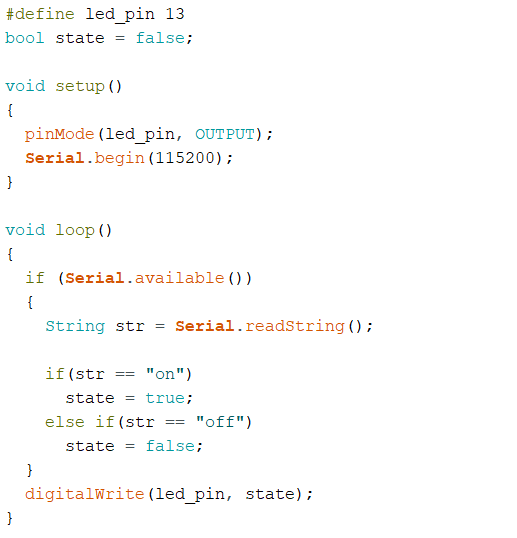 #define led_pin 13
bool state = false;

void setup()
{
  pinMode(led_pin, OUTPUT);
  Serial.begin(115200);
}

void loop()
{
  if (Serial.available())
  {
    String str = Serial.readString();

    if(str == "on")
      state = true;
    else if(str == "off")
      state = false;
  }
  digitalWrite(led_pin, state);
}